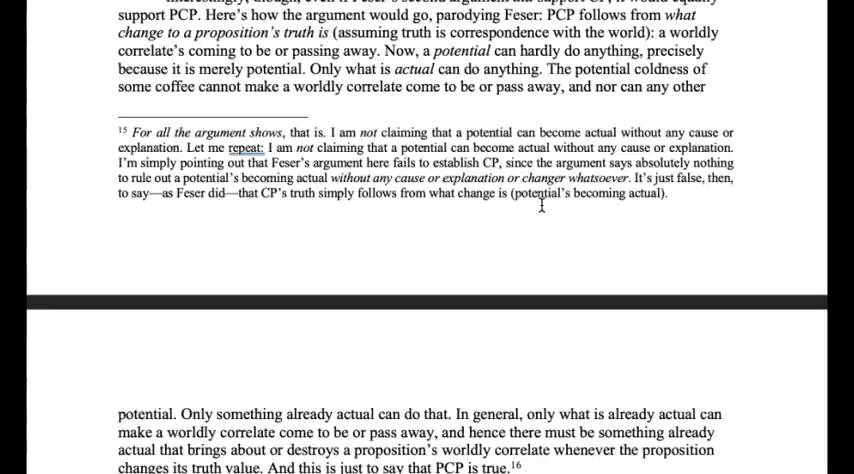 support PCP. Here's how the argument would go, parodying Feser: PCP follows from what
change to a proposition's truth is (assuming truth is correspondence with the world): a worldly
correlate's coming to be or passing away. Now, a potential can hardly do anything, precisely
because it is merely potential. Only what is actual can do anything. The potential coldness of
some coffee cannot make a worldly correlate come to be or pass away, and nor can any other
15 For all the argument shows, that is. I am not claiming that a potential can become actual without any cause or
explanation. Let me repeat: I am not claiming that a potential can become actual without any cause or explanation.
I'm simply pointing out that Feser's argument here fails to establish CP, since the argument says absolutely nothing
to rule out a potential's becoming actual without any cause or explanation or changer whatsoever. It's just false, then,
to say—as Feser did—that CP's truth simply follows from what change is (potential's becoming actual).
potential. Only something already actual can do that. In general, only what is already actual can
make a worldly correlate come to be or pass away, and hence there must be something already
actual that brings about or destroys a proposition's worldly correlate whenever the proposition
changes its truth value. And this is just to say that PCP is true.16